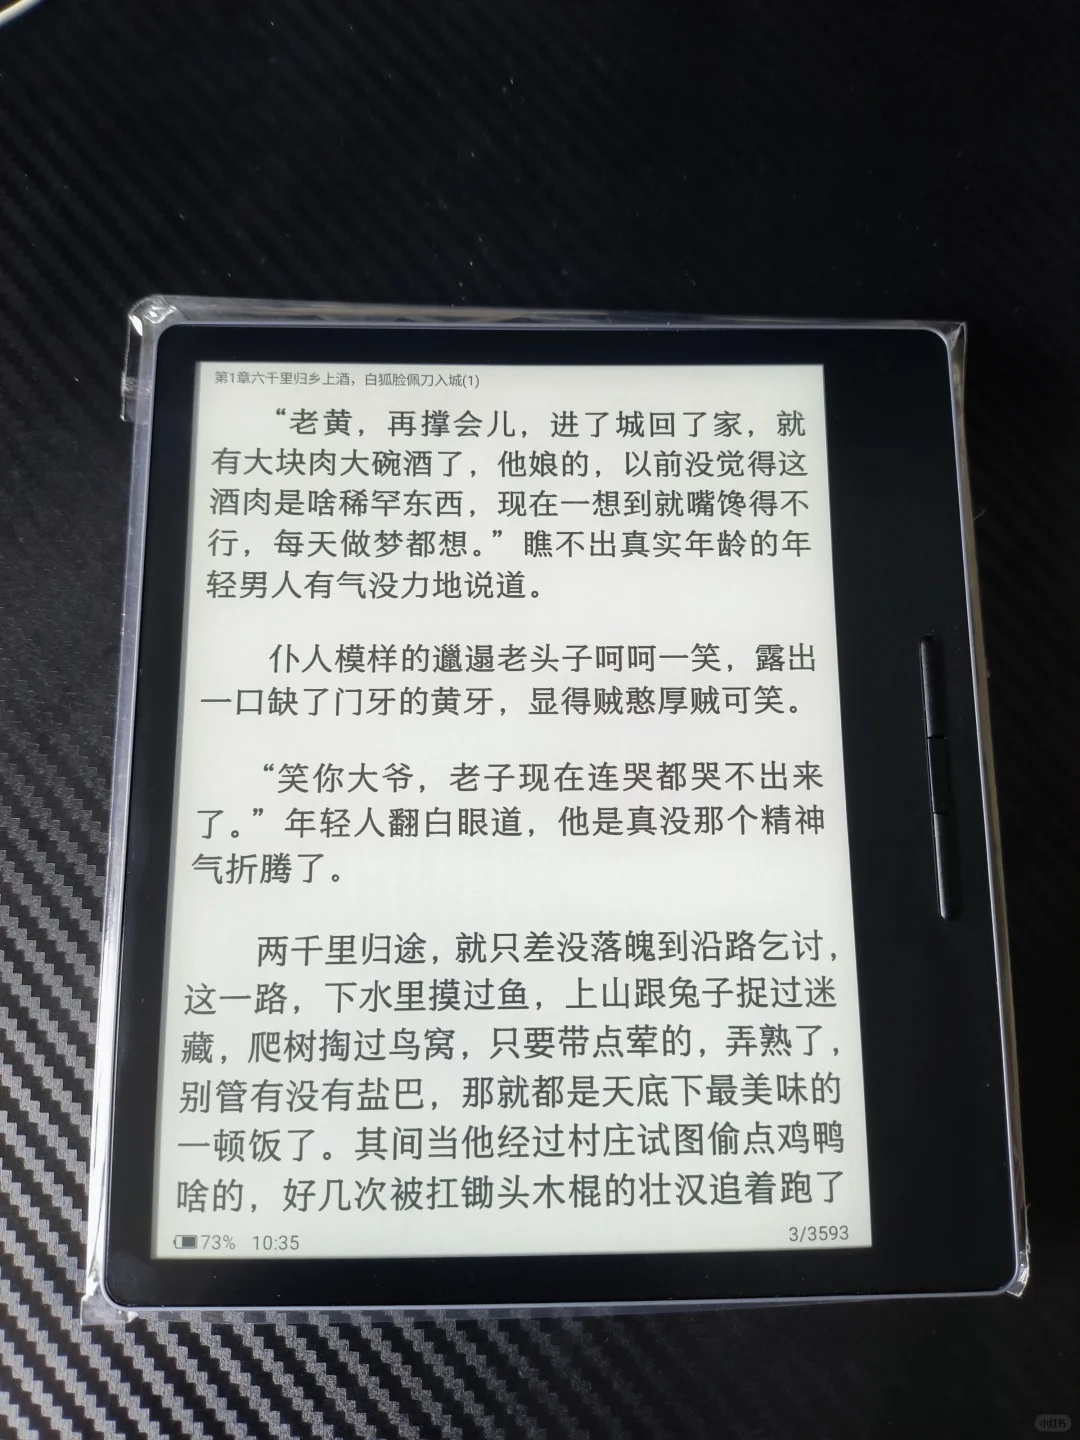 第1章六千里归乡上酒，白狐脸佩刀入城(1)
“老黄，再撑会儿，进了城回了家，就
有大块肉大碗酒了，他娘的，以前没觉得这
酒肉是啥稀罕东西，现在一想到就嘴馋得不
行，每天做梦都想。”瞧不出真实年龄的年
轻男人有气没力地说道。
仆人模样的邋遢老头子呵呵一笑，露出
一口缺了门牙的黄牙，显得贼憨厚贼可笑。
“笑你大爷，老子现在连哭都哭不出来
了。”年轻人翻白眼道，他是真没那个精神
气折腾了。
两千里归途，就只差没落魄到沿路乞讨，
这一路，下水里摸过鱼，上山跟兔子捉过迷
藏，爬树掏过鸟窝，只要带点荤的，弄熟了，
别管有没有盐巴，那就都是天底下最美味的
一顿饭了。其间当他经过村庄试图偷点鸡鸭
啥的，好几次被扛锄头木棍的壮汉追着跑了
73% 10:35
3/3593
小红书